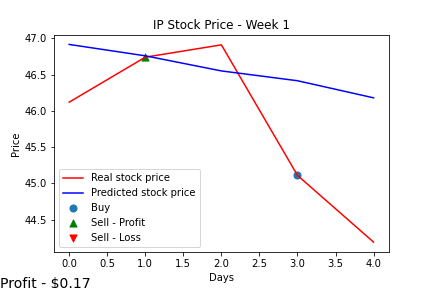 IP Stock Price - Week 1
47.0
46.5
46.0
45.5
45.0
44.5
Price
Real stock price
Predicted stock price
Buy
Sell - Profit
Sell - Loss
0.0 0.5 1.0 1.5 2.0 2.5 3.0 3.5 4.0
Days
Profit - $0.17